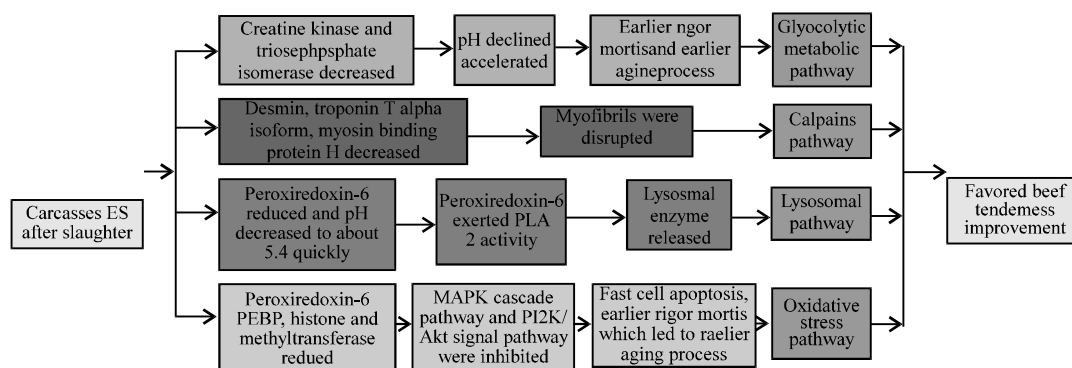 Creatine kinase and
triosephpsphate
isomerase decreased
pH declined
accelerated
Earlier rngor
mortisand earlier
agineprocess
Glyocolytic
metabolic
pathway
Desmin, troponin T alpha
isoform, myosin binding
protein H decreased
Myofibrils were
disrupted
Calpains
pathway
Carcasses ES
after slaughter
Peroxiredoxin-6
reduced and pH
decreased to about
5.4 quickly
Peroxiredoxin-6
exerted PLA
2 activity
Lysosmal
enzyme
released
Lysosomal
pathway
Favored beef
tendemess
improvement
Peroxiredoxin-6
PEBP, histone and
methyltransferase
redued
MAPK cascade
pathway and PI2K/
Akt signal pathway
were inhibited
Fast cell apoptosis,
earlier rigor mortis
which led to raelier
aging process
Oxidative
stress pathway